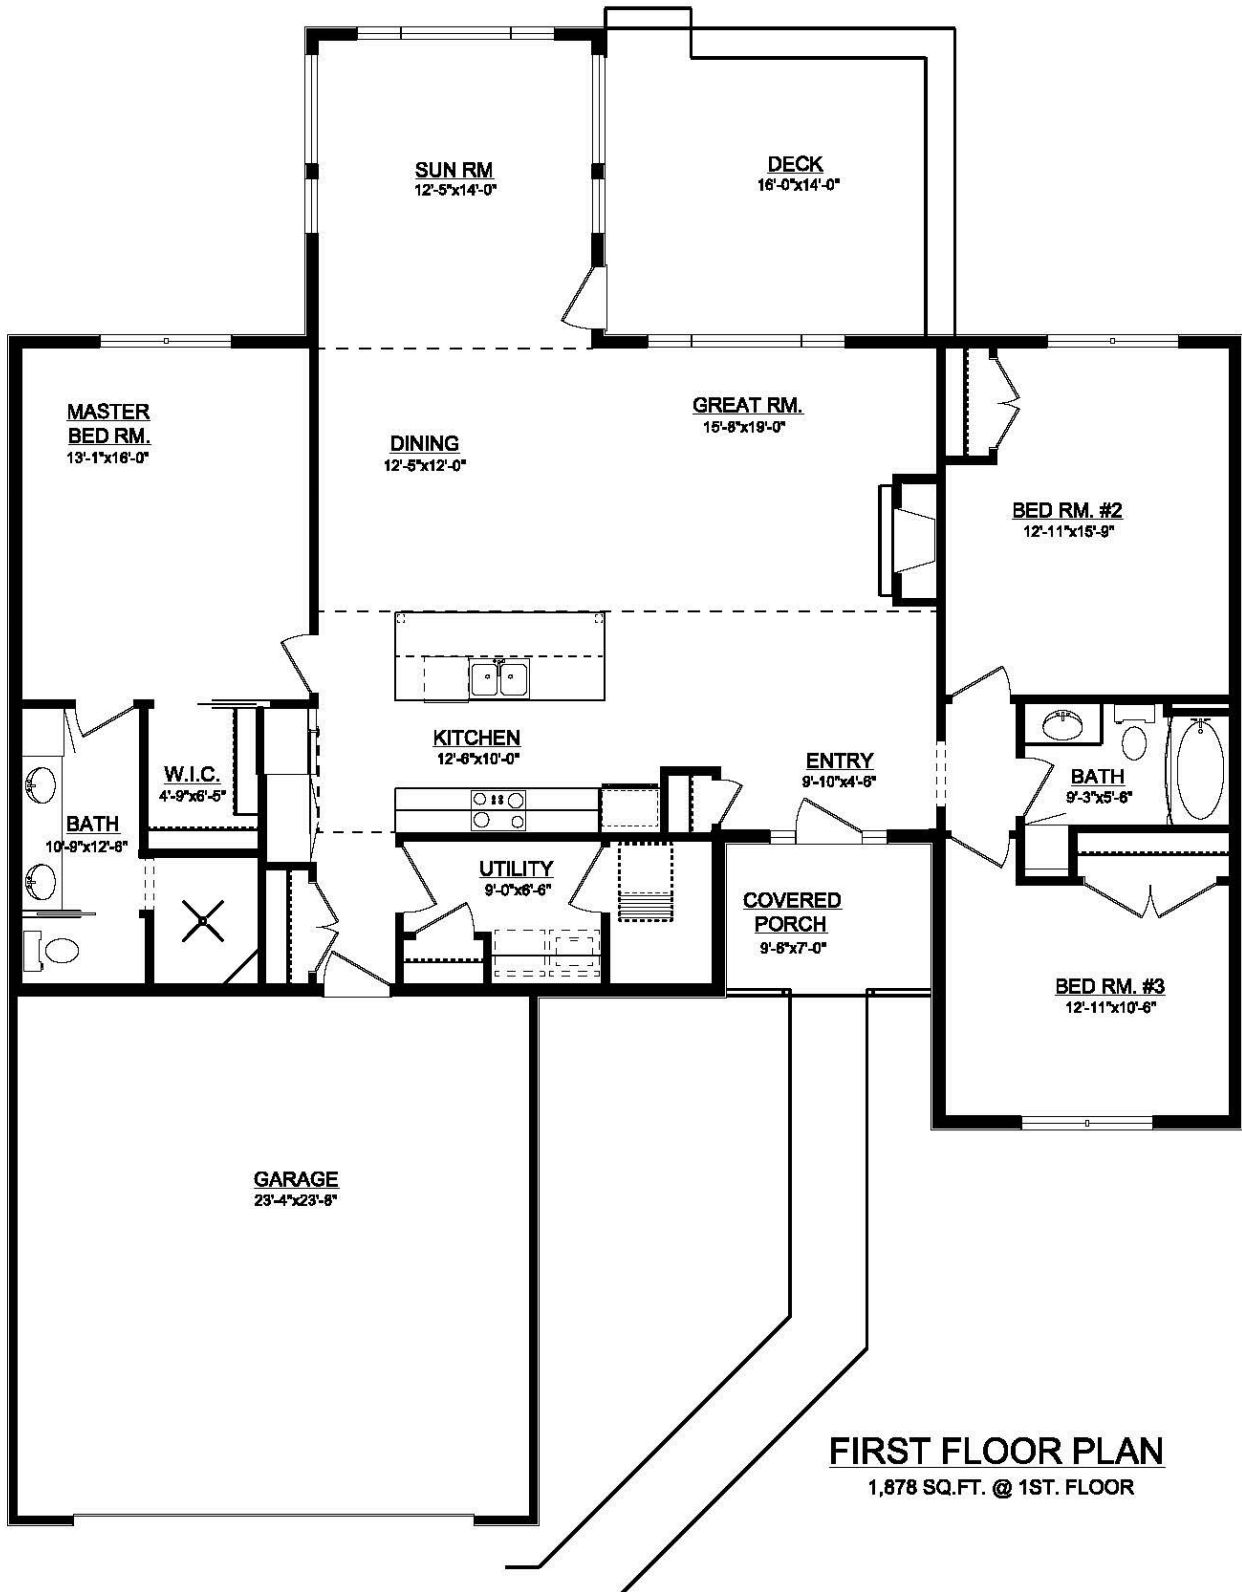 SUN RM
12'-5"x14'-0"
DECK
16'-0"x14'-0"
MASTER
BED RM.
13'-1"x16'-0"
DINING
12'-5"x12'-0"
GREAT RM.
15'-8"x19'-0"
BED RM. #2
12'-11"x15'-9"
KITCHEN
12'-6"x10'-0"
ENTRY
9'-10"x4'-6"
W.I.C.
4'-9"x6'-5"
BATH
9'-3"x5'-6"
BATH
10'-9"x12'-6"
UTILITY
9'-0"x6'-6"
COVERED
PORCH
9'-6"x7'-0"
BED RM. #3
12'-11"x10'-6"
GARAGE
23'-4"x23'-8"
FIRST FLOOR PLAN
1,878 SQ.FT. @ 1ST. FLOOR